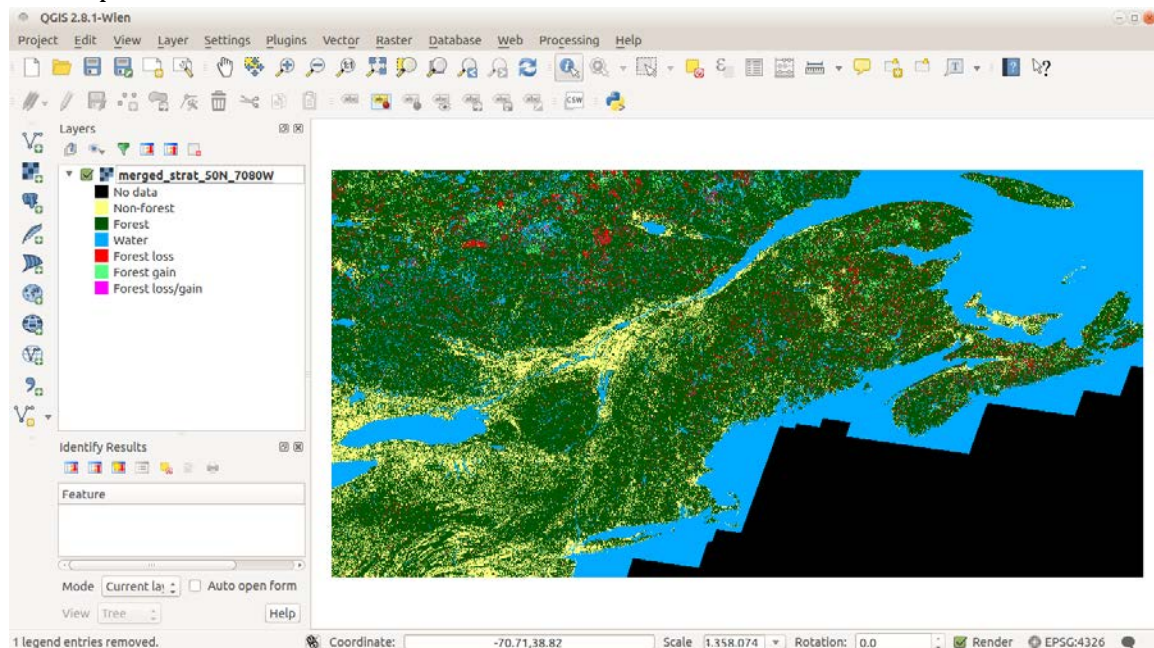 QGIS 2.8.1-Wien
Project Edit View Layer Settings Plugins Vector Raster Database Web Processing Help
CSW
Layers
merged_strat_50N_7080W
No data
Non-forest
Forest
Water
Forest loss
Forest gain
Forest loss/gain
Identify Results
Feature
Mode Current la Auto open form
View Tree Help
1 legend entries removed. Coordinate: -70.71,38.82 Scale 1.358.074 Rotation: 0.0 Render EPSG:4326